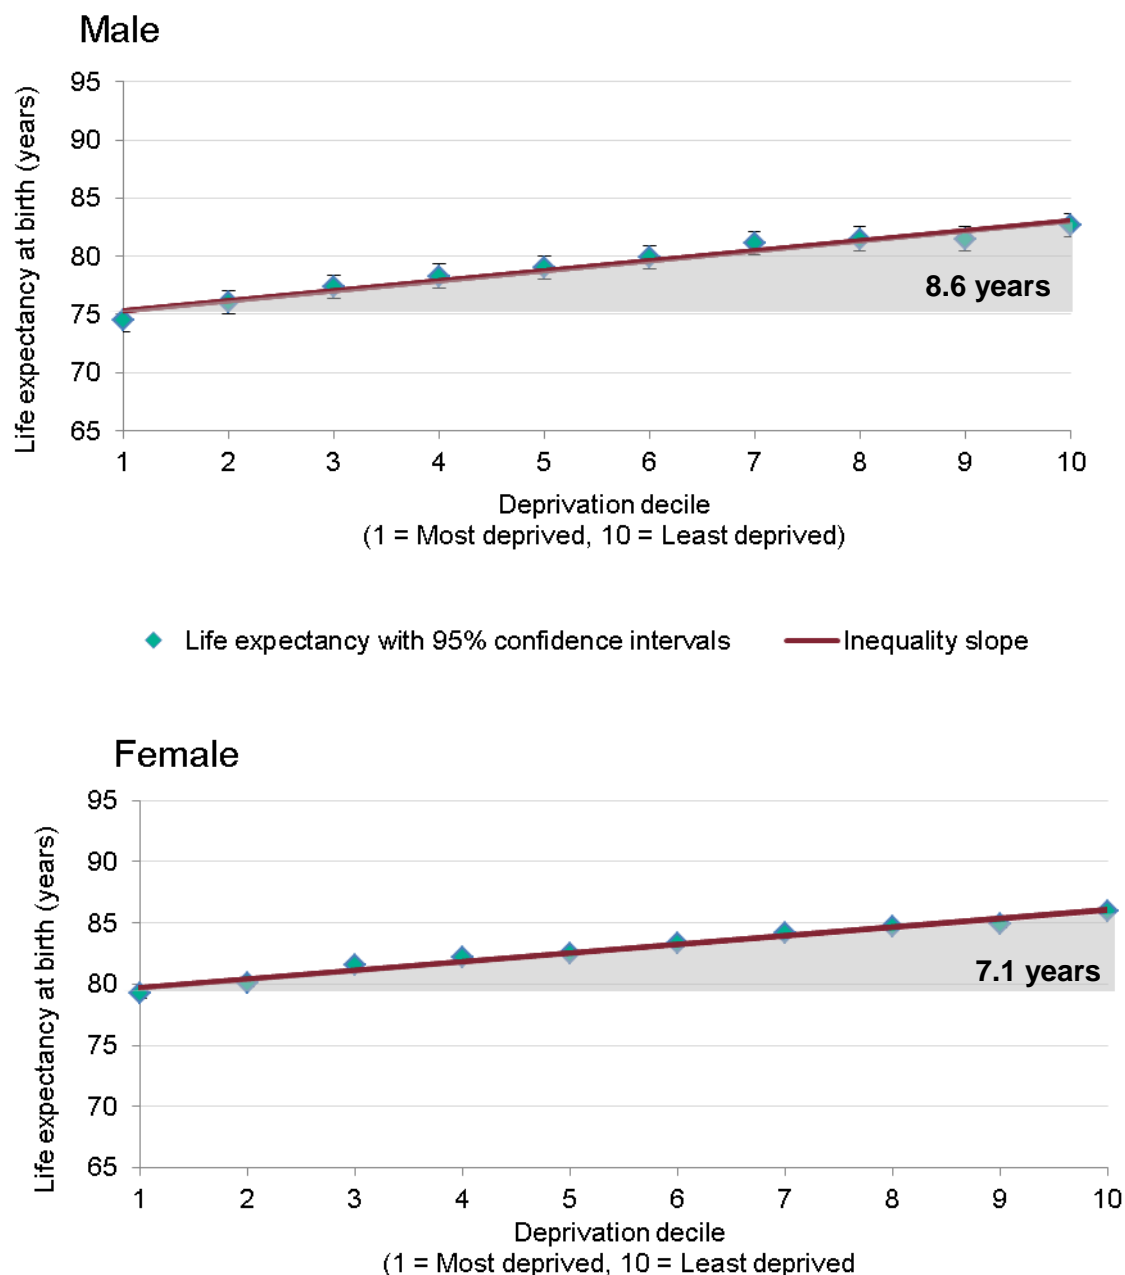 Male
Life expectancy at birth (years)
95
90
85
80
75
70
65
8.6 years
1 2 3 4 5 6 7 8 9 10
Deprivation decile
(1 = Most deprived, 10 = Least deprived)
Life expectancy with 95% confidence intervals
Inequality slope
Female
Life expectancy at birth (years)
95
90
85
80
75
70
65
7.1 years
1 2 3 4 5 6 7 8 9 10
Deprivation decile
(1 = Most deprived, 10 = Least deprived